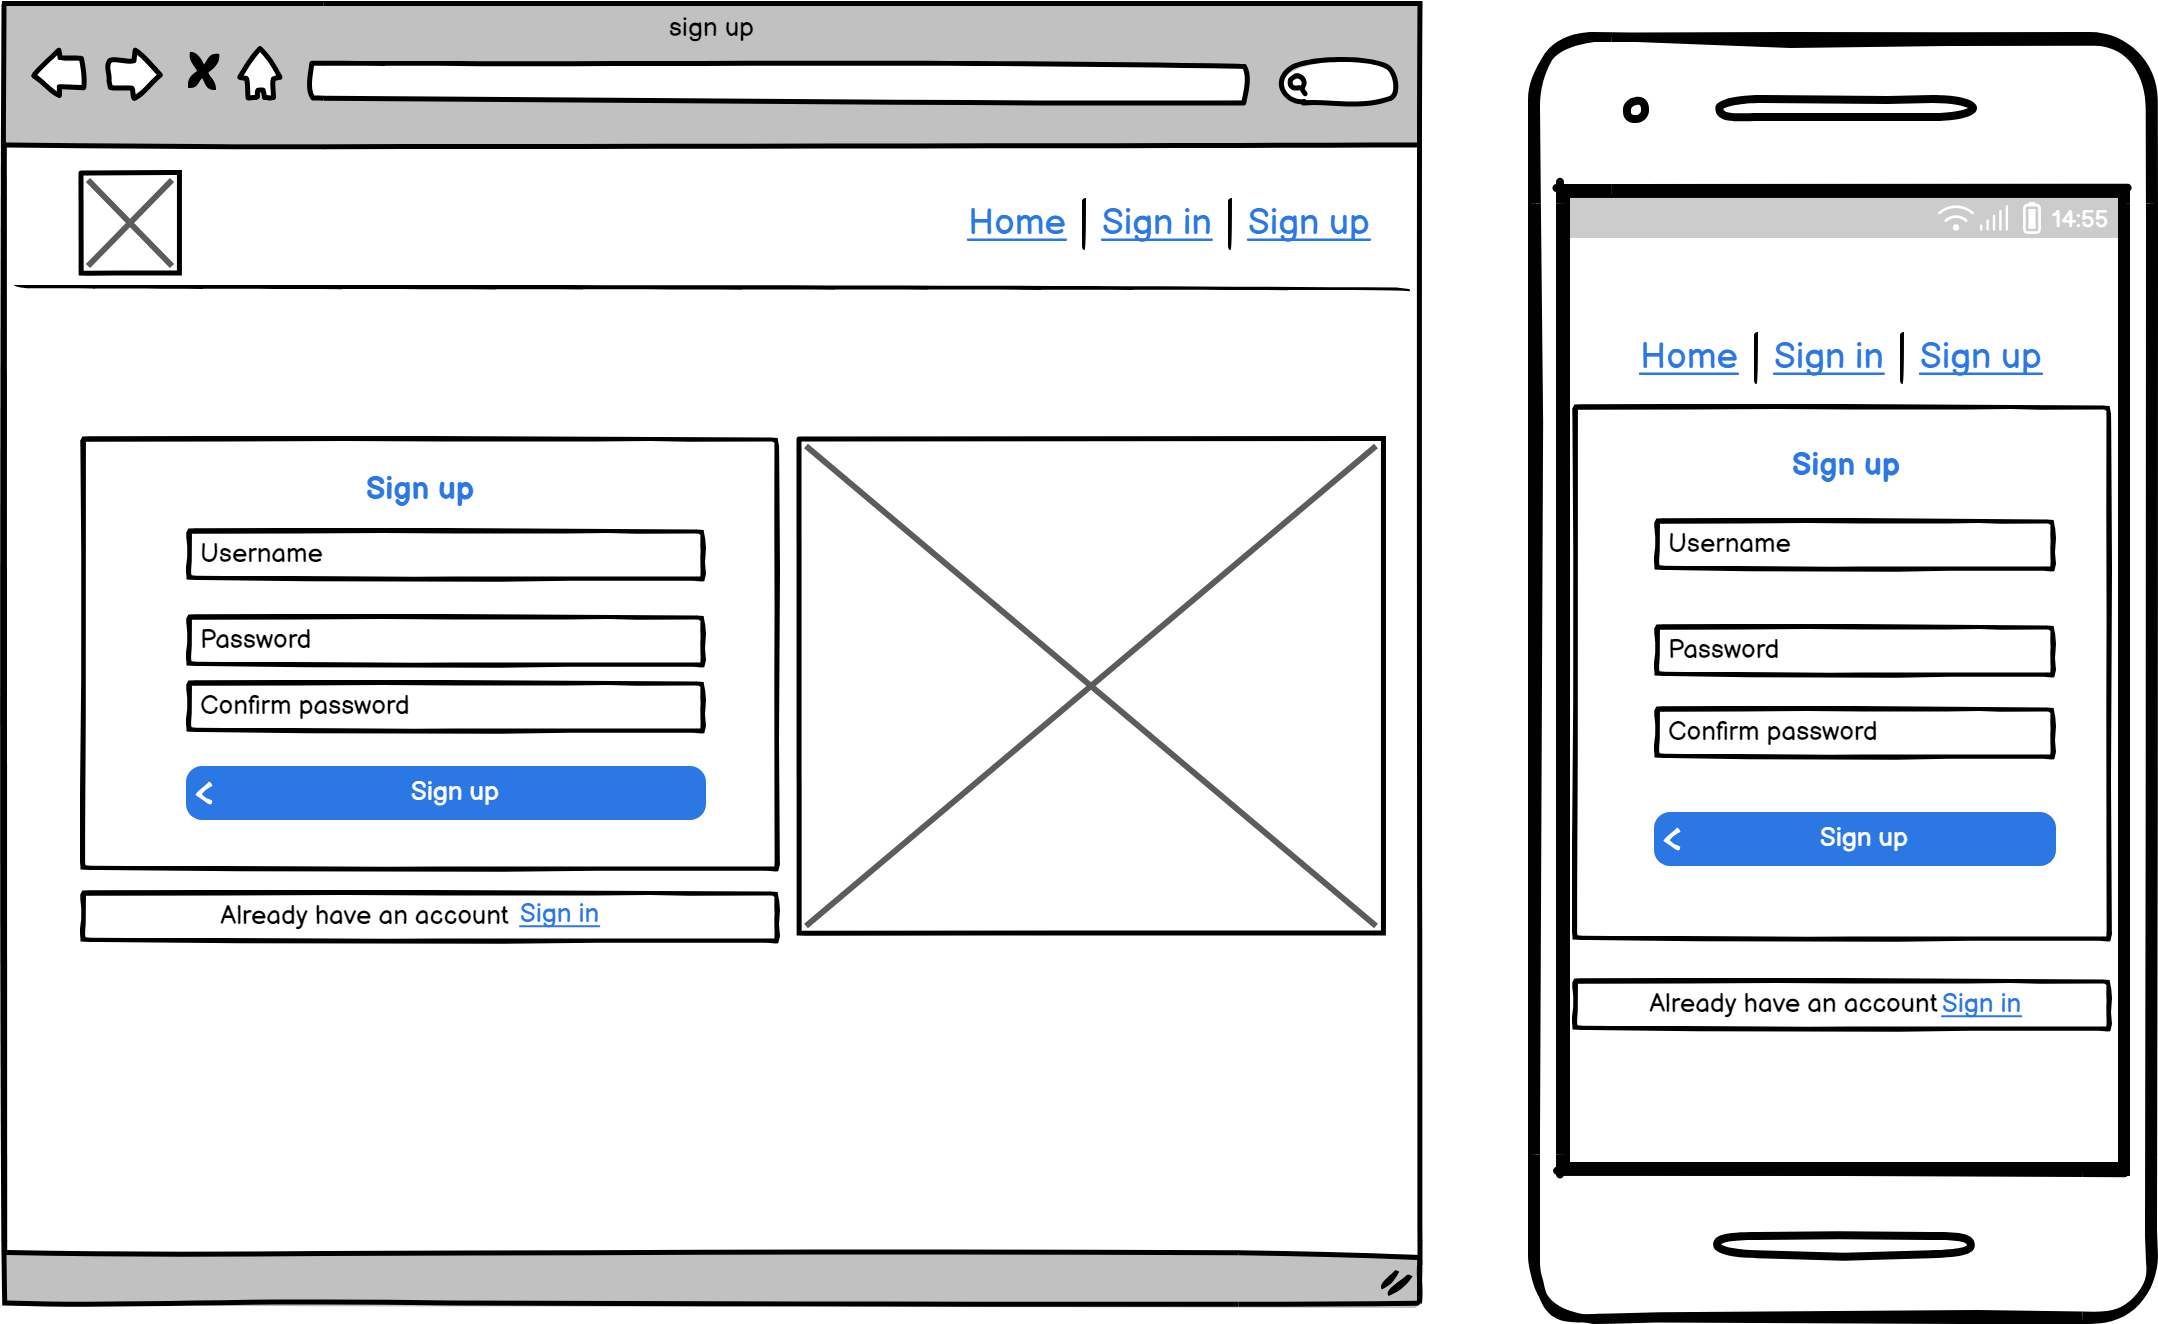 sign up
Home Sign in Sign up
Sign up
Username
Password
Confirm password
Sign up
Already have an account Sign in
14:55
Home Sign in Sign up
Sign up
Username
Password
Confirm password
Sign up
Already have an account Sign in